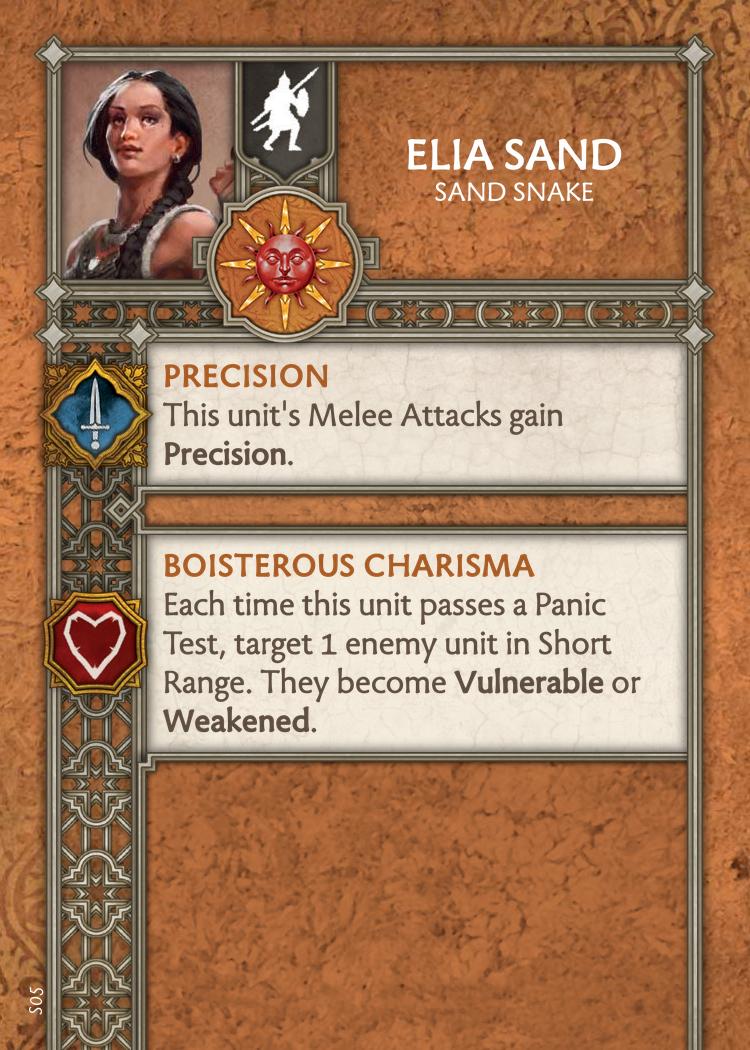 ELIA SAND
SAND SNAKE
PRECISION
This unit's Melee Attacks gain
Precision.
BOISTEROUS CHARISMA
Each time this unit passes a Panic
Test, target 1 enemy unit in Short
Range. They become Vulnerable or
Weakened.
S05